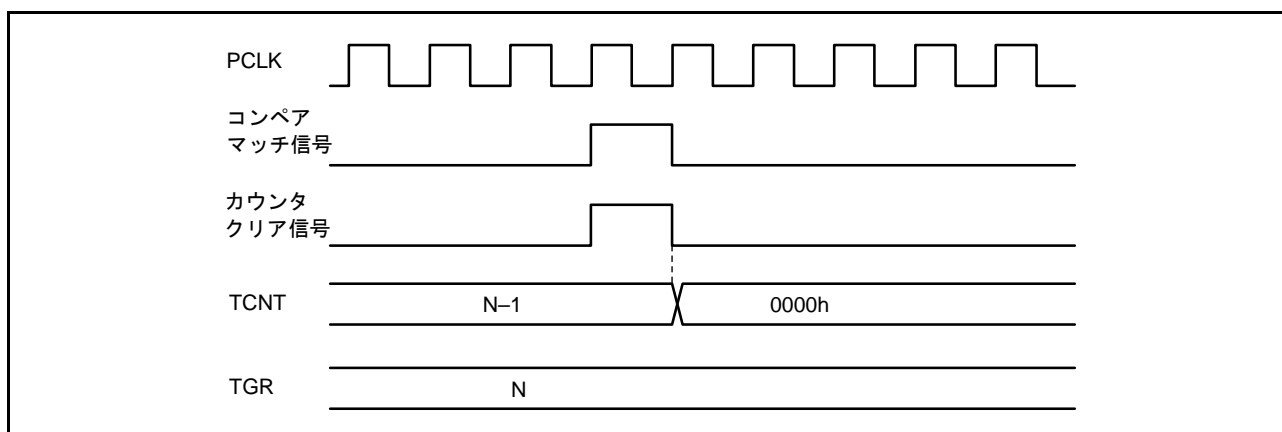 PCLK
コンペア
マッチ信号
カウンタ
クリア信号
TCNT
N–1
0000h
TGR
N